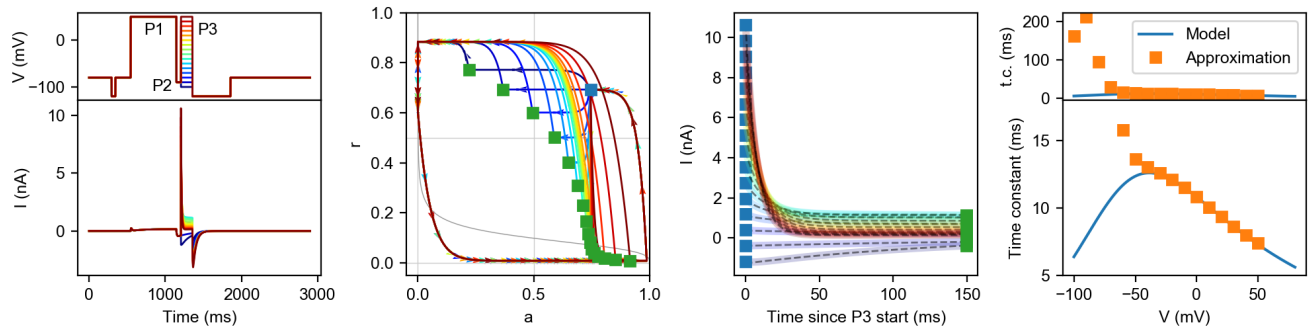 0
−100
V (mV)
P1
P3
P2
10
5
0
I (nA)
0
1000
2000
3000
Time (ms)
1.0
0.8
0.6
0.4
0.2
0.0
r
0.0
0.5
1.0
a
10
8
6
4
2
0
I (nA)
0
50
100
150
Time since P3 start (ms)
200
100
0
t.c. (ms)
Model
Approximation
15
10
5
Time constant (ms)
−100
−50
0
50
V (mV)